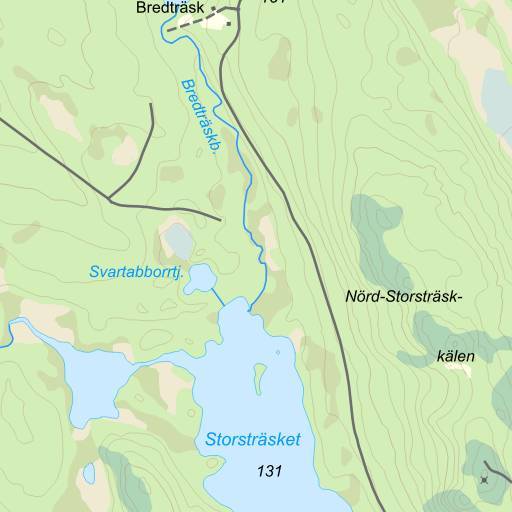 Bredträsk
Bredträskb.
Svartabborrtj.
Nörd-Storsträsk-
kälen
Storsträsket
131